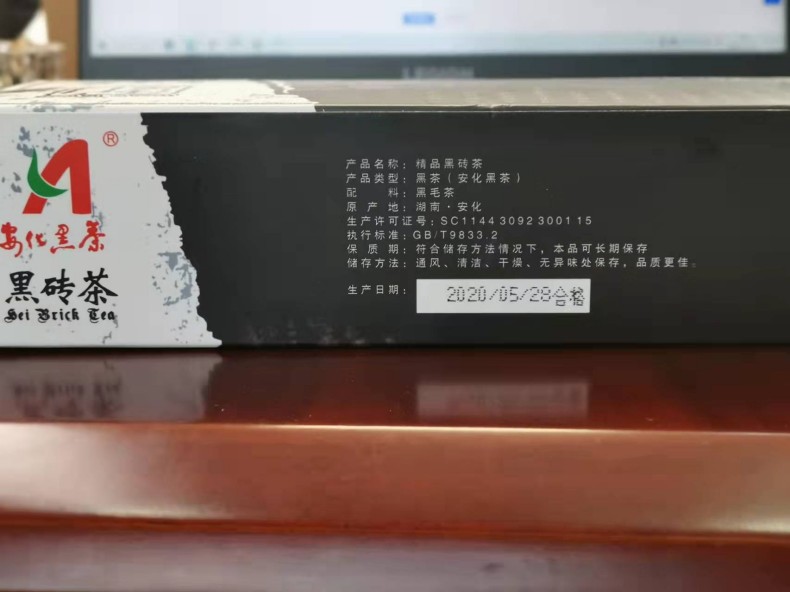 ®
安化黑茶
黑砖茶
Hei Brick Tea
产品名称：精品黑砖茶
产品类型：黑茶（安化黑茶）
配　　料：黑毛茶
原 产 地：湖南·安化
生产许可证号：SC11443092300115
执行标准：GB/T9833.2
保 质 期：符合储存方法情况下，本品可长期保存
储存方法：通风、清洁、干燥、无异味处保存，品质更佳。
生产日期：
2020/05/28合格